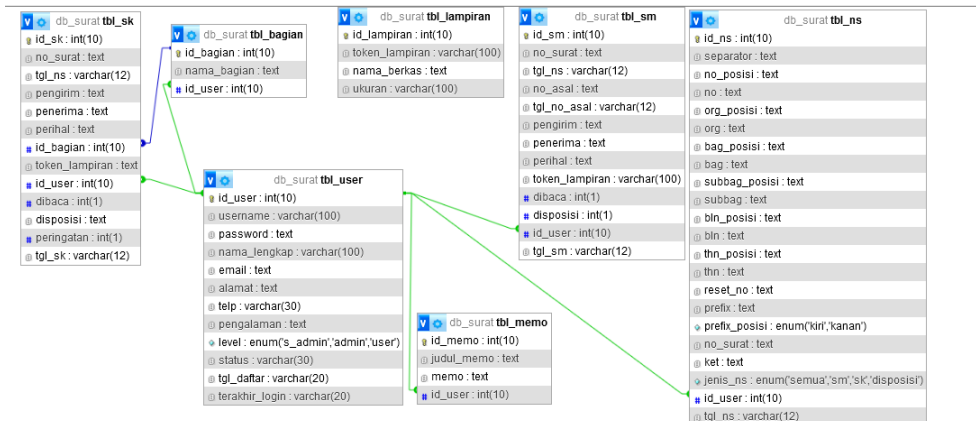 db_surat tbl_sk
id_sk : int(10)
no_surat : text
tgl_ns : varchar(12)
pengirim : text
penerima : text
perihal : text
id_bagian : int(10)
token_lampiran : text
id_user : int(10)
dibaca : int(1)
disposisi : text
peringatan : int(1)
tgl_sk : varchar(12)
db_surat tbl_bagian
id_bagian : int(10)
nama_bagian : text
id_user : int(10)
db_surat tbl_lampiran
id_lampiran : int(10)
token_lampiran : varchar(100)
nama_berkas : text
ukuran : varchar(100)
db_surat tbl_sm
id_sm : int(10)
no_surat : text
tgl_ns : varchar(12)
no_asal : text
tgl_no_asal : varchar(12)
pengirim : text
penerima : text
perihal : text
token_lampiran : varchar(100)
dibaca : int(1)
disposisi : int(1)
id_user : int(10)
tgl_sm : varchar(12)
db_surat tbl_ns
id_ns : int(10)
separator : text
no_posisi : text
no : text
org_posisi : text
org : text
bag_posisi : text
bag : text
subbag_posisi : text
subbag : text
bln_posisi : text
bln : text
thn_posisi : text
thn : text
reset_no : text
prefix : text
prefix_posisi : enum('kiri','kanan')
no_surat : text
ket : text
jenis_ns : enum('semua','sm','sk','disposisi')
id_user : int(10)
tgl_ns : varchar(12)
db_surat tbl_user
id_user : int(10)
username : varchar(100)
password : text
nama_lengkap : varchar(100)
email : text
alamat : text
telp : varchar(30)
pengalaman : text
level : enum('s_admin','admin','user')
status : varchar(30)
tgl_daftar : varchar(20)
terakhir_login : varchar(20)
db_surat tbl_memo
id_memo : int(10)
judul_memo : text
memo : text
id_user : int(10)